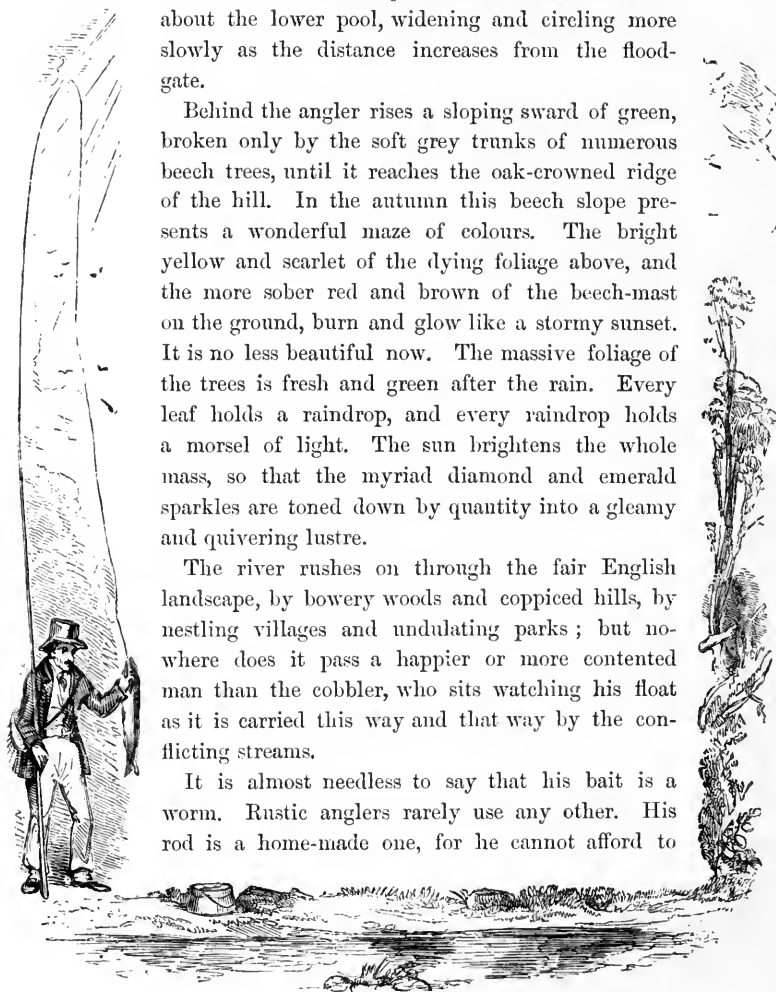 about the lower pool, widening and circling more
slowly as the distance increases from the flood-
gate.
Behind the angler rises a sloping sward of green,
broken only by the soft grey trunks of numerous
beech trees, until it reaches the oak-crowned ridge
of the hill. In the autumn this beech slope pre-
sents a wonderful maze of colours. The bright
yellow and scarlet of the dying foliage above, and
the more sober red and brown of the beech-mast
on the ground, burn and glow like a stormy sunset.
It is no less beautiful now. The massive foliage of
the trees is fresh and green after the rain. Every
leaf holds a raindrop, and every raindrop holds
a morsel of light. The sun brightens the whole
mass, so that the myriad diamond and emerald
sparkles are toned down by quantity into a gleamy
and quivering lustre.
The river rushes on through the fair English
landscape, by bowery woods and coppiced hills, by
nestling villages and undulating parks ; but no-
where does it pass a happier or more contented
man than the cobbler, who sits watching his float
as it is carried this way and that way by the con-
flicting streams.
It is almost needless to say that his bait is a
worm. Rustic anglers rarely use any other. His
rod is a home-made one, for he cannot afford to